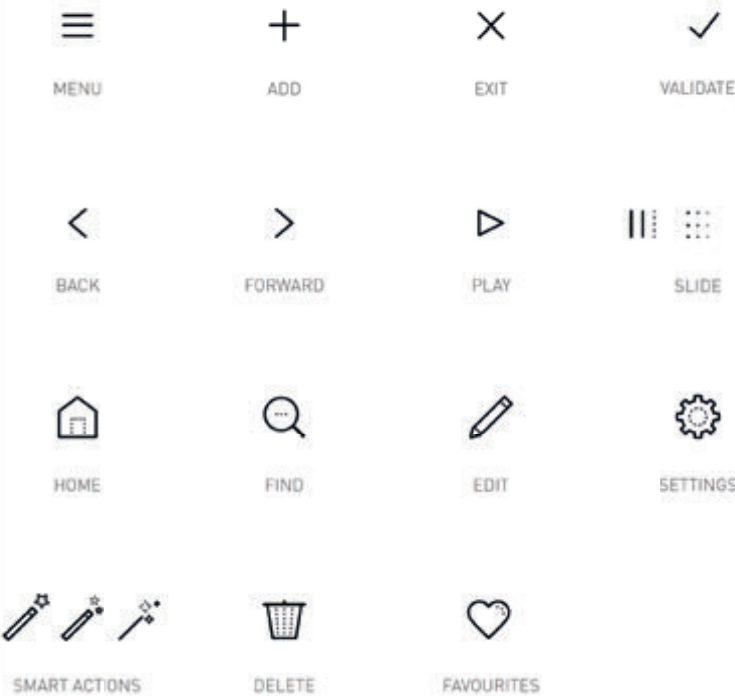 MENU
ADD
EXIT
VALIDATE
BACK
FORWARD
PLAY
SLIDE
HOME
FIND
EDIT
SETTINGS
SMART ACTIONS
DELETE
FAVOURITES